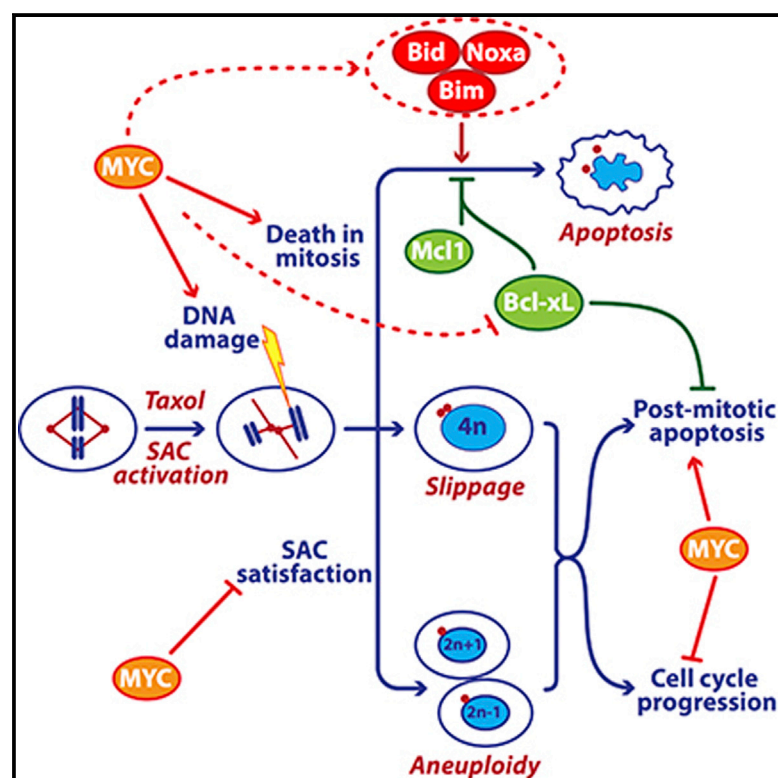 Bid
Noxa
Bim
MYC
Death in
mitosis
Mcl1
Apoptosis
Bcl-xL
DNA
damage
Taxol
SAC
activation
4n
Slippage
Post-mitotic
apoptosis
SAC
satisfaction
MYC
2n+1
MYC
2n-1
Cell cycle
progression
Aneuploidy